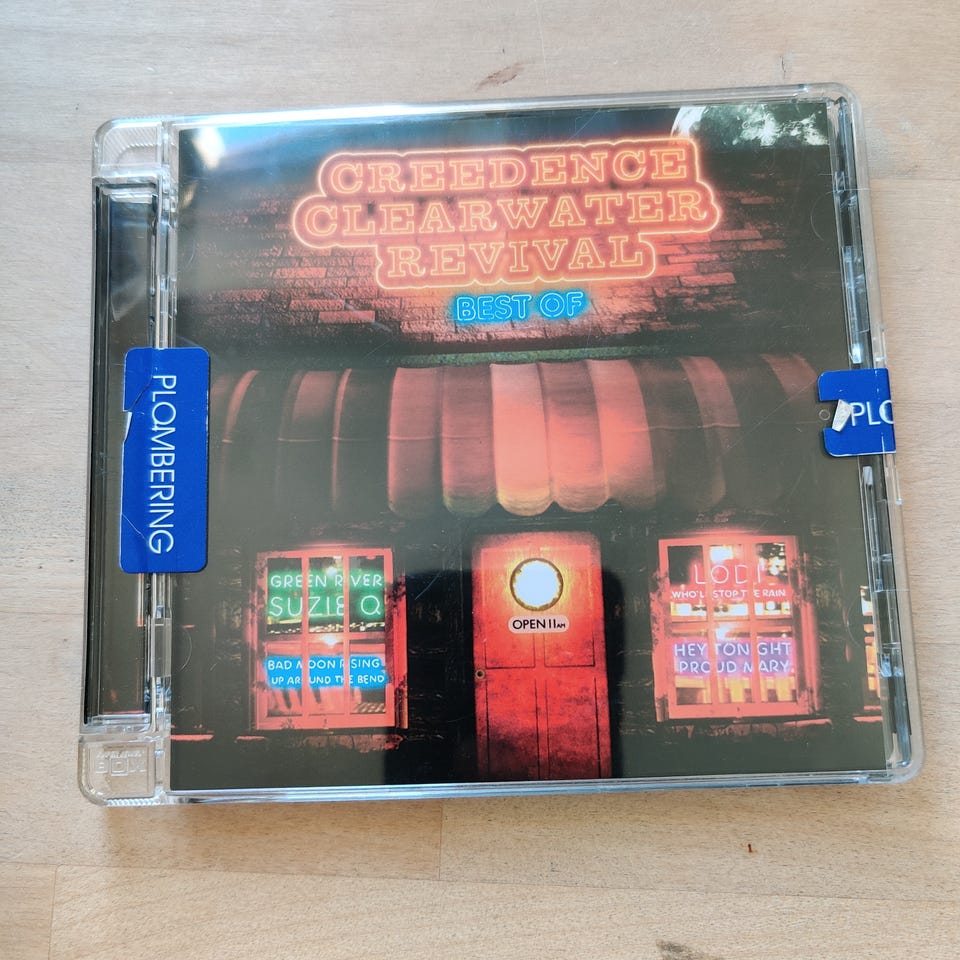 CREEDENCE
CLEARWATER
REVIVAL
BEST OF
PLOMBERING
PLO
GREEN RIVER
SUZIE Q
BAD MOON RISING
UP AROUND THE BEND
OPEN 11AM
LODI
WHO'LL STOP THE RAIN
HEY TONIGHT
PROUD MARY